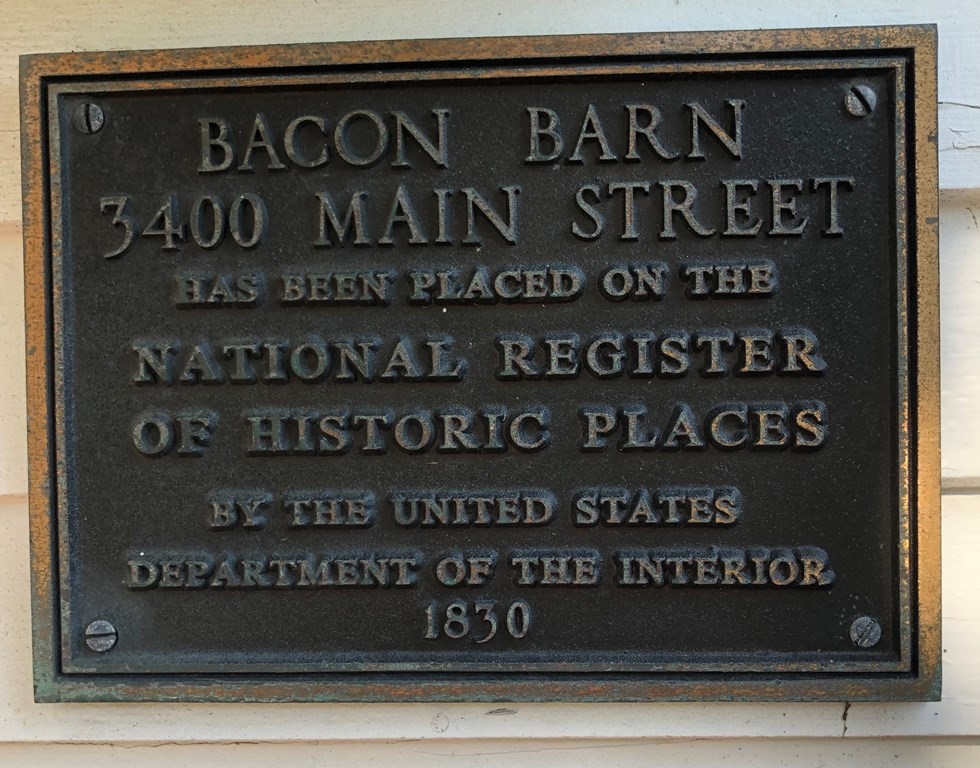 BACON BARN
3400 MAIN STREET
HAS BEEN PLACED ON THE
NATIONAL REGISTER
OF HISTORIC PLACES
BY THE UNITED STATES
DEPARTMENT OF THE INTERIOR
1830